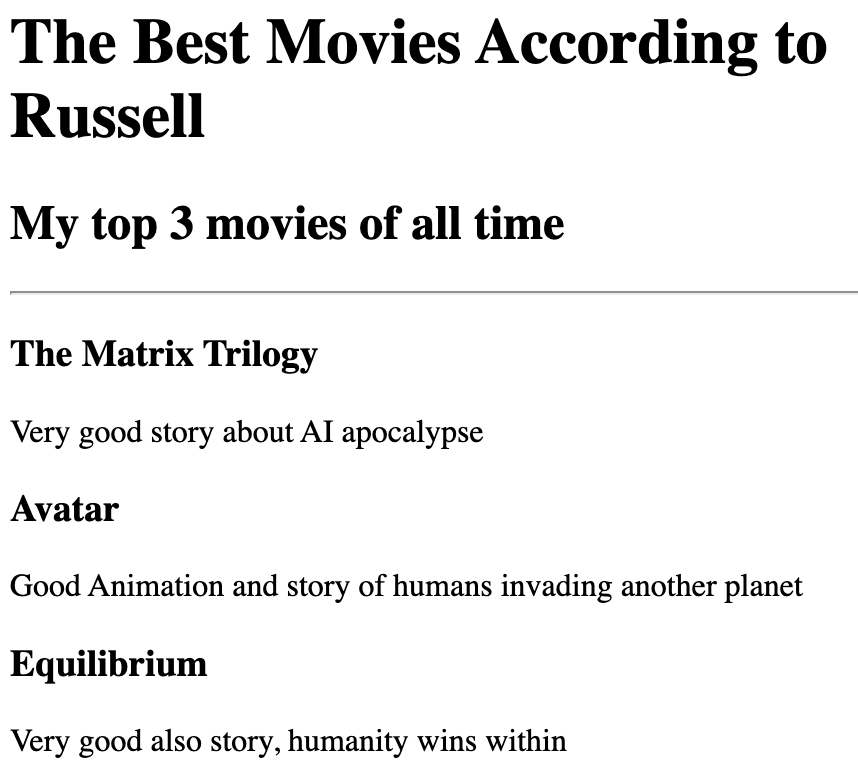 The Best Movies According to
Russell
My top 3 movies of all time
The Matrix Trilogy
Very good story about AI apocalypse
Avatar
Good Animation and story of humans invading another planet
Equilibrium
Very good also story, humanity wins within